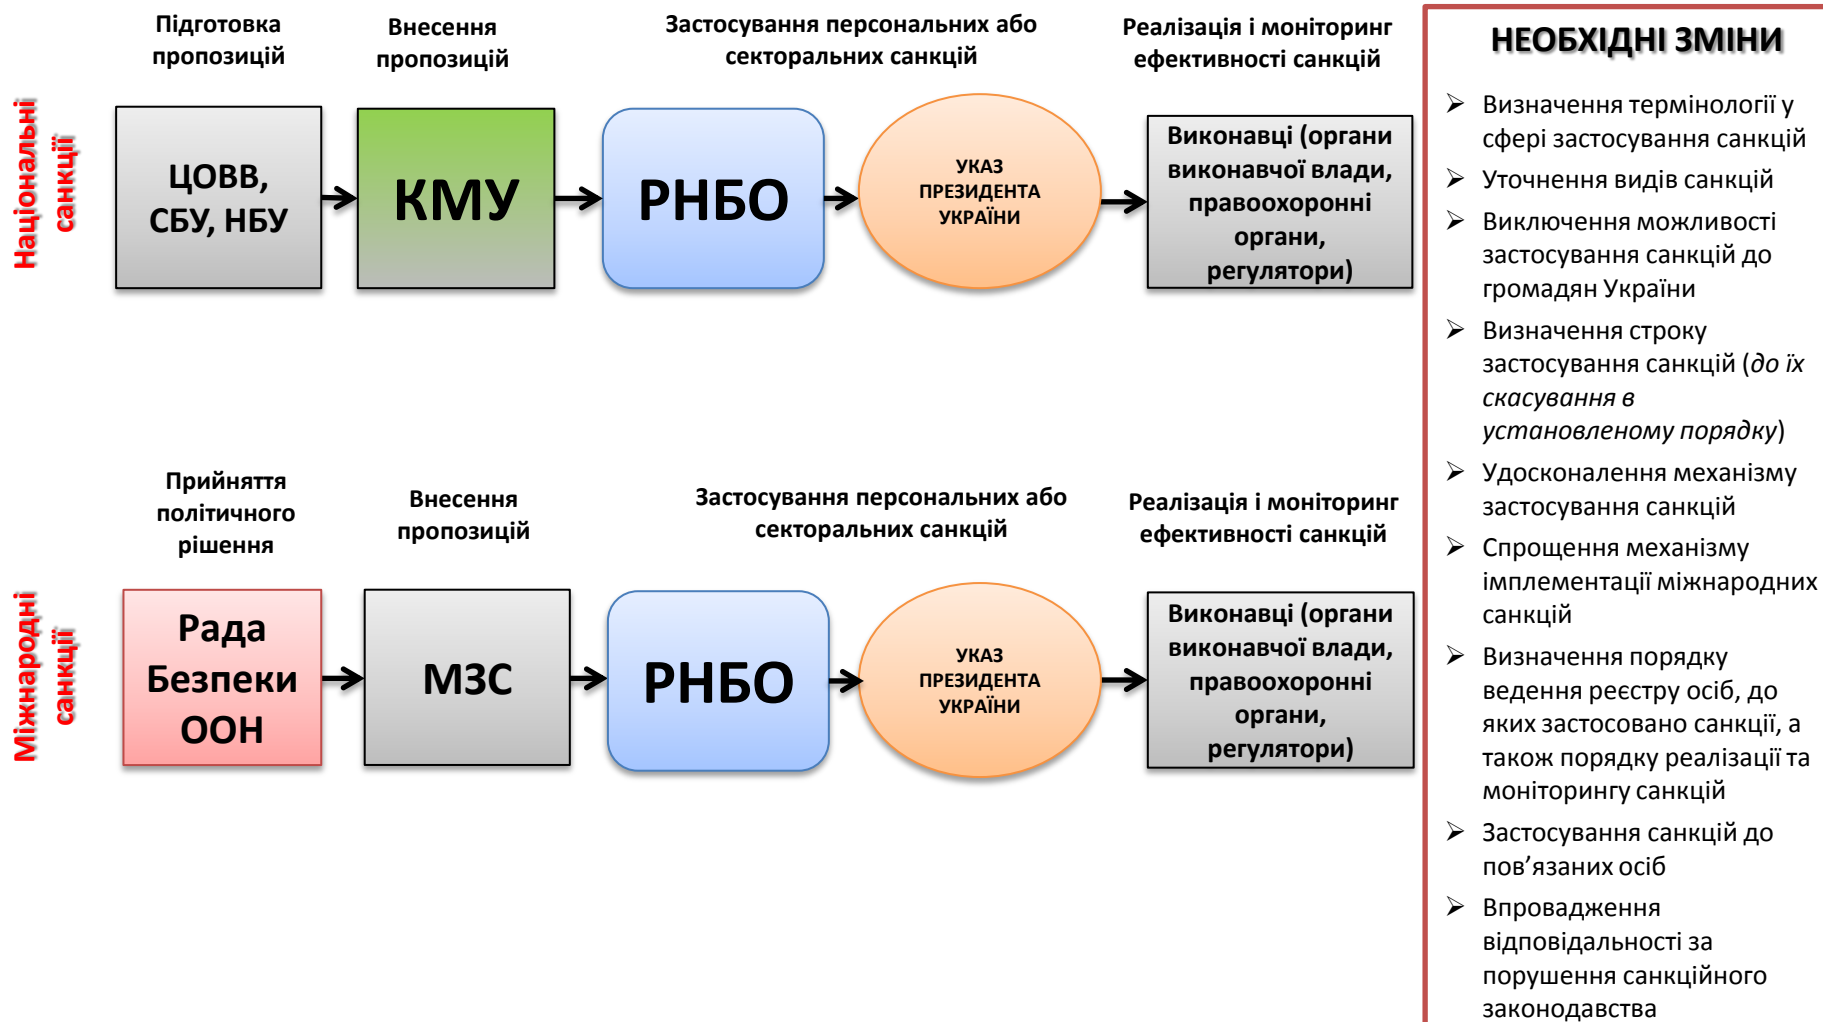 Підготовка
пропозицій
Внесення
пропозицій
Застосування персональних або
секторальних санкцій
Реалізація і моніторинг
ефективності санкцій
Національні
санкції
ЦОВВ,
СБУ, НБУ
КМУ
РНБО
УКАЗ
ПРЕЗИДЕНТА
УКРАЇНИ
Виконавці (органи
виконавчої влади,
правоохоронні
органи,
регулятори)
Прийняття
політичного
рішення
Внесення
пропозицій
Застосування персональних або
секторальних санкцій
Реалізація і моніторинг
ефективності санкцій
Міжнародні
санкції
Рада
Безпеки
ООН
МЗС
РНБО
УКАЗ
ПРЕЗИДЕНТА
УКРАЇНИ
Виконавці (органи
виконавчої влади,
правоохоронні
органи,
регулятори)
НЕОБХІДНІ ЗМІНИ
➢ Визначення термінології у
сфері застосування санкцій
➢ Уточнення видів санкцій
➢ Виключення можливості
застосування санкцій до
громадян України
➢ Визначення строку
застосування санкцій (до їх
скасування в
установленому порядку)
➢ Удосконалення механізму
застосування санкцій
➢ Спрощення механізму
імплементації міжнародних
санкцій
➢ Визначення порядку
ведення реєстру осіб, до
яких застосовано санкції, а
також порядку реалізації та
моніторингу санкцій
➢ Застосування санкцій до
пов’язаних осіб
➢ Впровадження
відповідальності за
порушення санкційного
законодавства